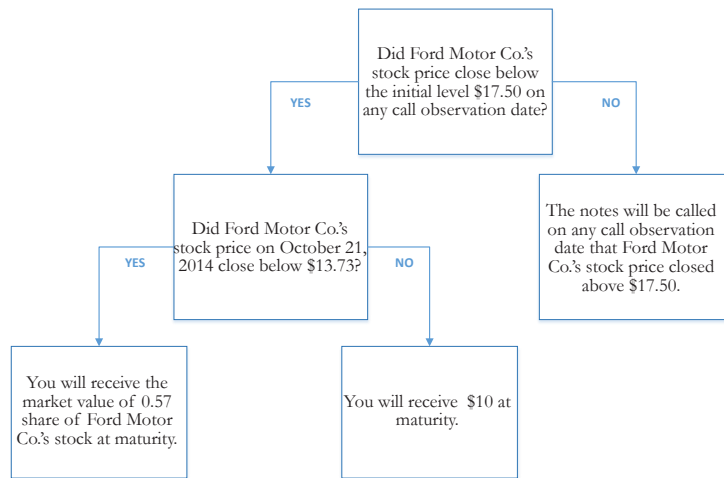 Did Ford Motor Co.'s
stock price close below
the initial level $17.50 on
any call observation date?
YES
NO
Did Ford Motor Co.'s
stock price on October 21,
2014 close below $13.73?
The notes will be called
on any call observation
date that Ford Motor
Co.'s stock price closed
above $17.50.
YES
NO
You will receive the
market value of 0.57
share of Ford Motor
Co.'s stock at maturity.
You will receive $10 at
maturity.